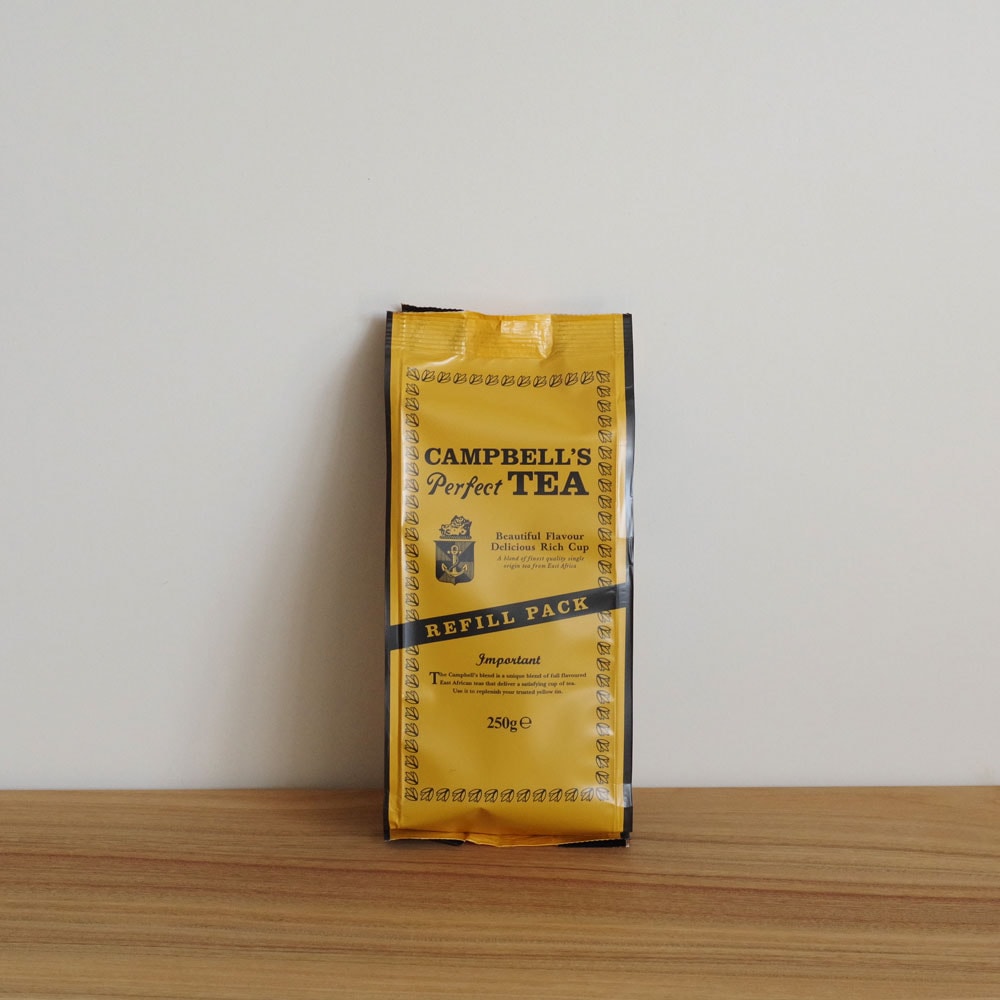 CAMPBELL'S
Perfect TEA
Beautiful Flavour
Delicious Rich Cup
A blend of finest quality single
origin tea from East Africa
REFILL PACK
Important
The Campbell's blend is a unique blend of full flavoured
East African teas that deliver a satisfying cup of tea.
Use it to replenish your trusted yellow tin.
250g ℮